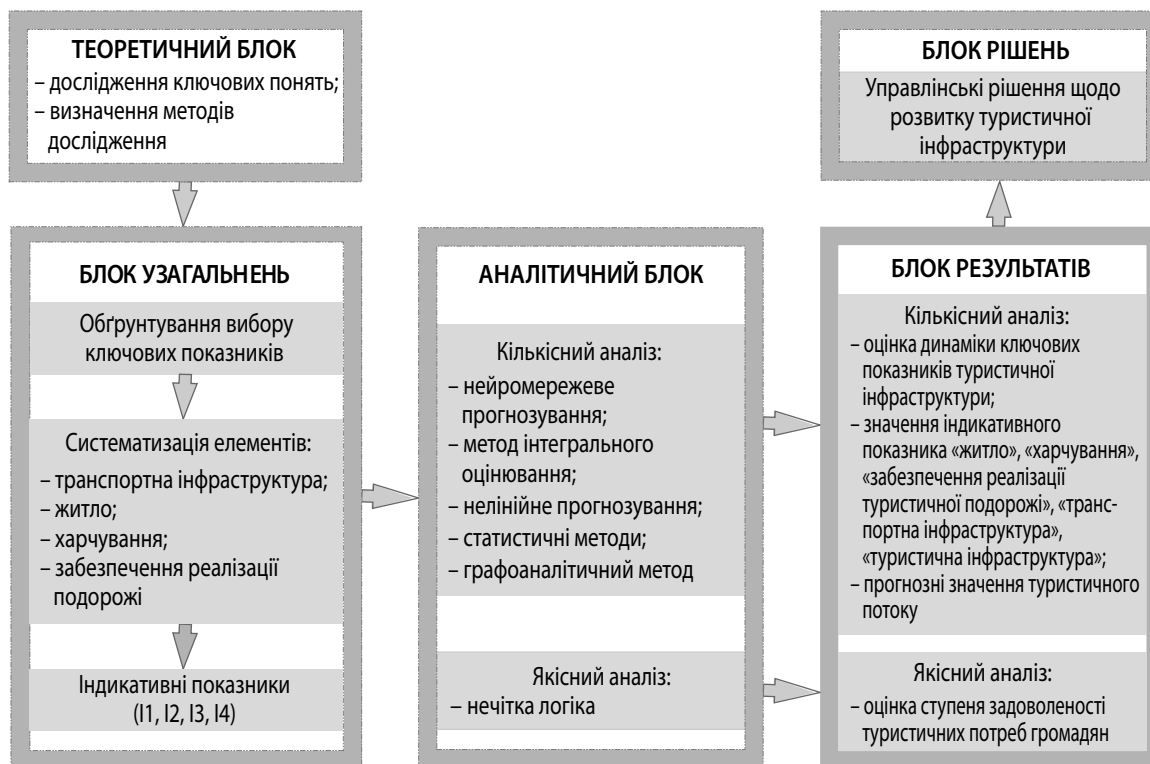 ТЕОРЕТИЧНИЙ БЛОК
– дослідження ключових понять;
– визначення методів
дослідження
БЛОК УЗАГАЛЬНЕНЬ
Обґрунтування вибору
ключових показників
Систематизація елементів:
– транспортна інфраструктура;
– житло;
– харчування;
– забезпечення реалізації
подорожі
Індикативні показники
(I1, I2, I3, I4)
АНАЛІТИЧНИЙ БЛОК
Кількісний аналіз:
– нейромережеве
прогнозування;
– метод інтегрального
оцінювання;
– нелінійне прогнозування;
– статистичні методи;
– графоаналітичний метод
Якісний аналіз:
– нечітка логіка
БЛОК РЕЗУЛЬТАТІВ
Кількісний аналіз:
– оцінка динаміки ключових
показників туристичної
інфраструктури;
– значення індикативного
показника «житло», «харчування»,
«забезпечення реалізації
туристичної подорожі», «транс-
портна інфраструктура»,
«туристична інфраструктура»;
– прогнозні значення туристичного
потоку
Якісний аналіз:
– оцінка ступеня задоволеності
туристичних потреб громадян
БЛОК РІШЕНЬ
Управлінські рішення щодо
розвитку туристичної
інфраструктури